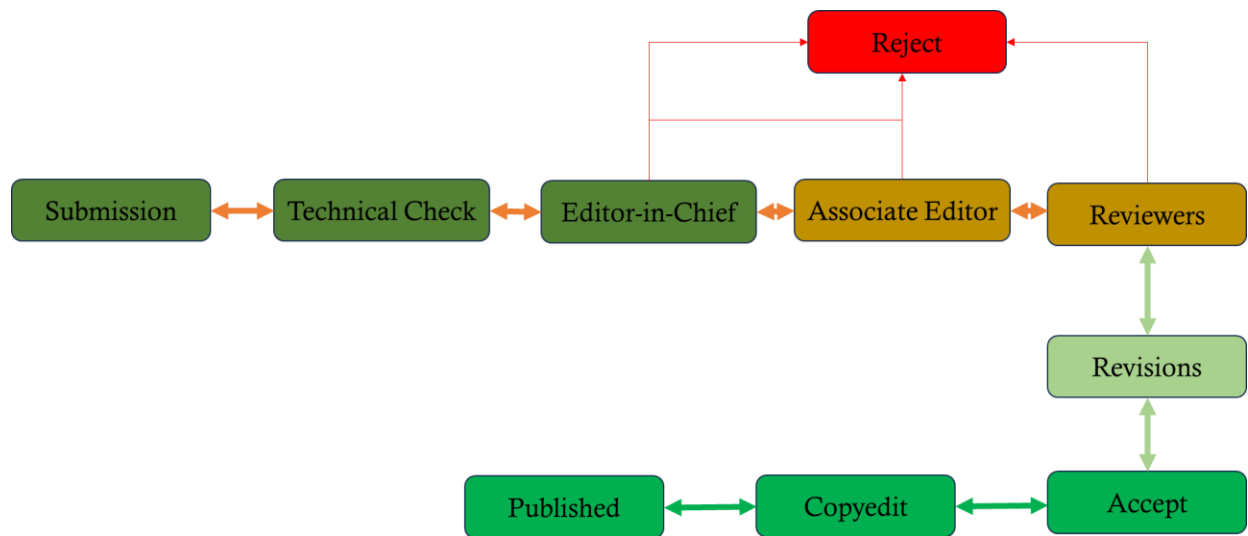 Reject
Submission
Technical Check
Editor-in-Chief
Associate Editor
Reviewers
Revisions
Published
Copyedit
Accept